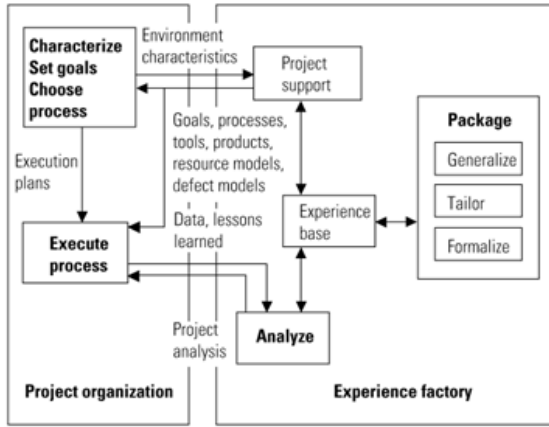 Characterize
Set goals
Choose
process
Environment
characteristics
Project
support
Goals, processes,
tools, products,
resource models,
defect models
Package
Generalize
Tailor
Formalize
Execution
plans
Data, lessons
learned
Experience
base
Execute
process
Project
analysis
Analyze
Project organization
Experience factory